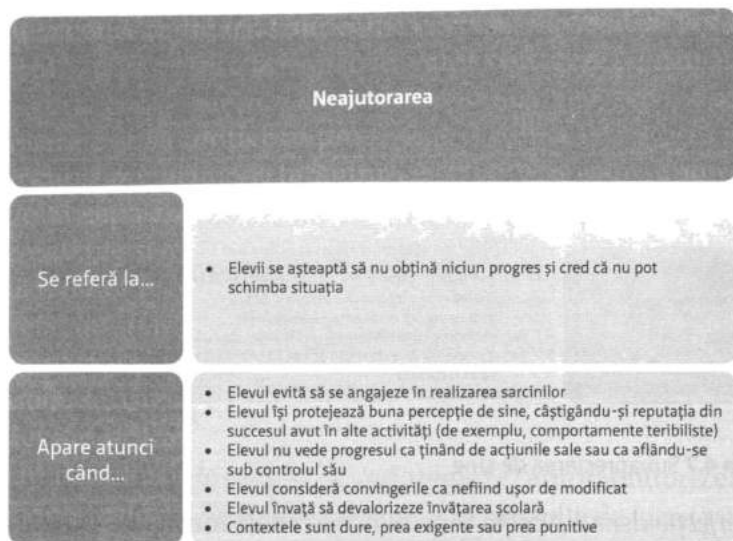 Neajutorarea
Se referă la...
• Elevii se așteaptă să nu obțină niciun progres și cred că nu pot
schimba situația
Apare atunci
când...
• Elevul evită să se angajeze în realizarea sarcinilor
• Elevul își protejează buna percepție de sine, câștigându-și reputația din
succesul avut în alte activități (de exemplu, comportamente teribiliste)
• Elevul nu vede progresul ca ținând de acțiunile sale sau ca aflându-se
sub controlul său
• Elevul consideră convingerile ca nefiind ușor de modificat
• Elevul învață să devalorizeze învățarea școlară
• Contextele sunt dure, prea exigente sau prea punitive